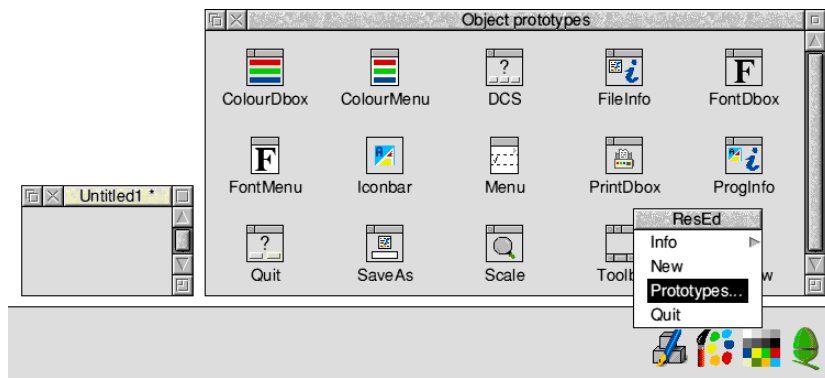 Object prototypes
ColourDbox ColourMenu DCS FileInfo FontDbox
FontMenu Iconbar Menu PrintDbox ProgInfo
Untitled1 *
Quit SaveAs Scale
ResEd
Info
New
Prototypes...
Quit